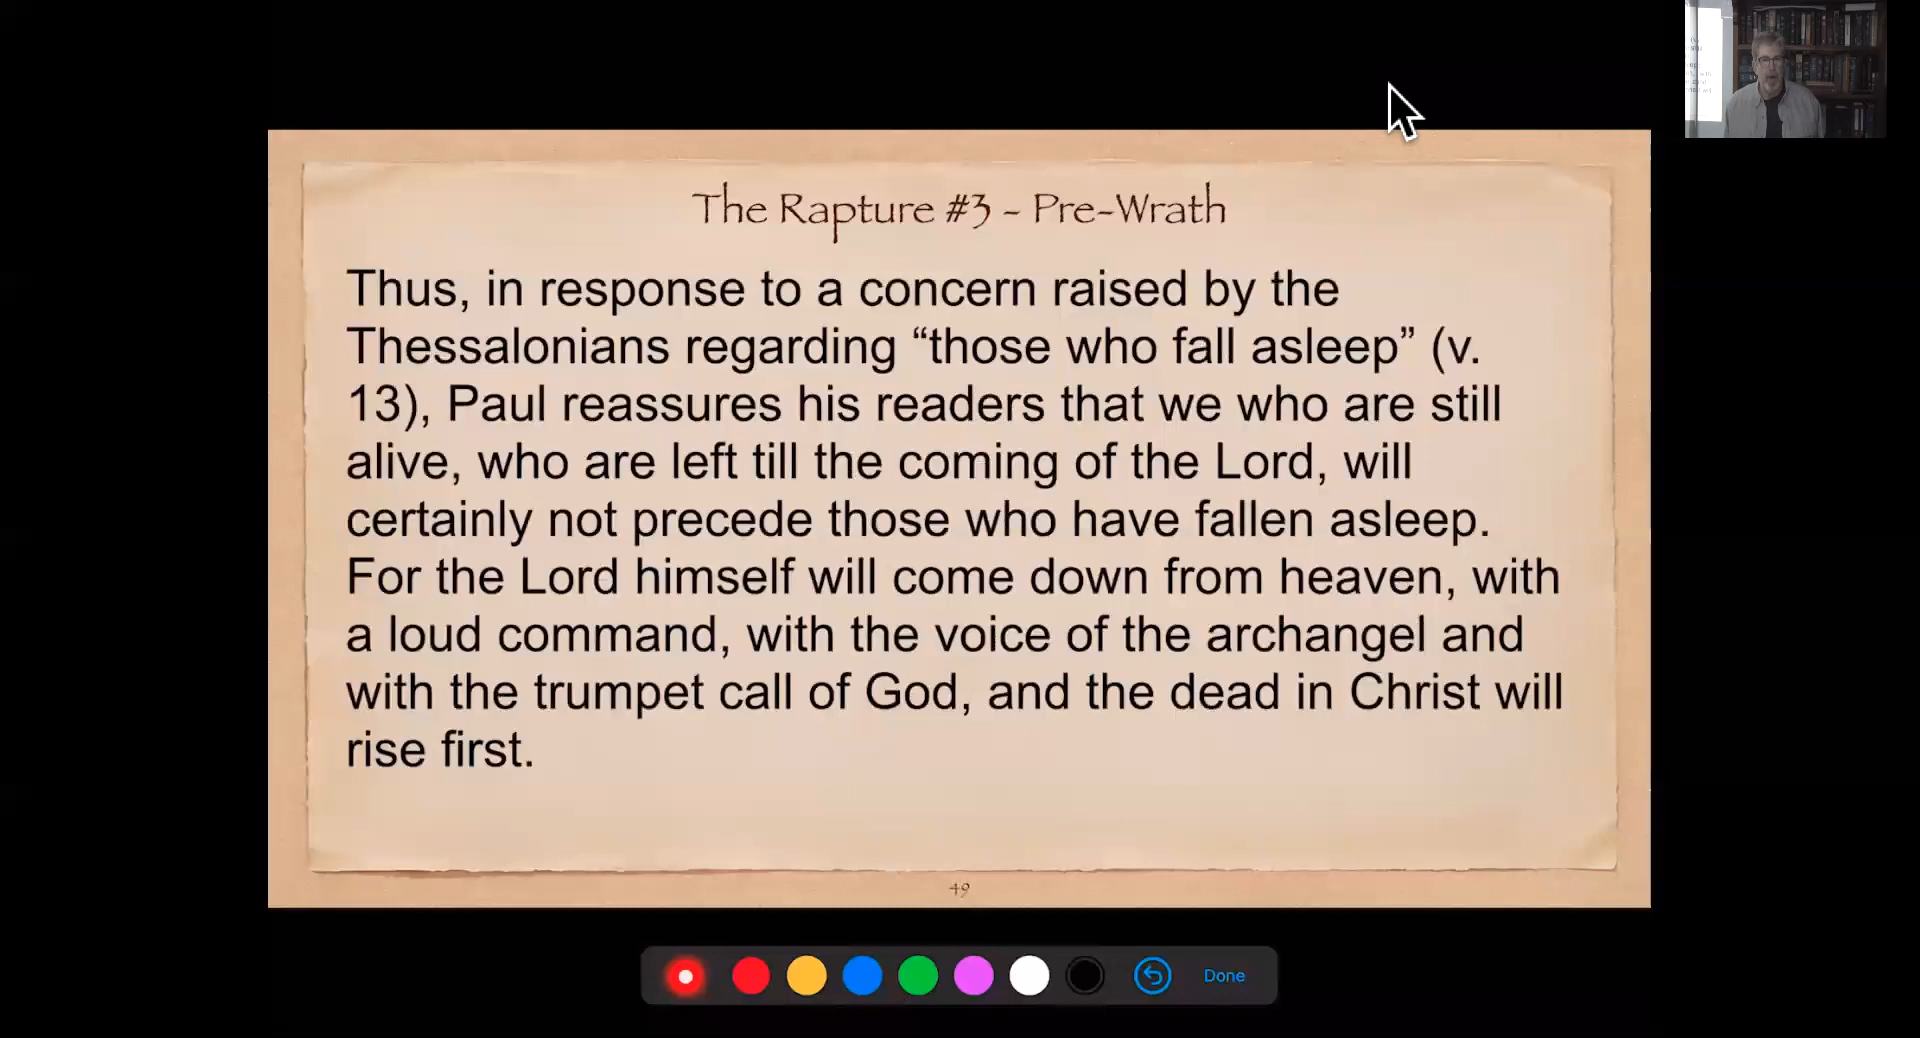 The Rapture #3 - Pre-Wrath
Thus, in response to a concern raised by the
Thessalonians regarding “those who fall asleep” (v.
13), Paul reassures his readers that we who are still
alive, who are left till the coming of the Lord, will
certainly not precede those who have fallen asleep.
For the Lord himself will come down from heaven, with
a loud command, with the voice of the archangel and
with the trumpet call of God, and the dead in Christ will
rise first.
49
Done